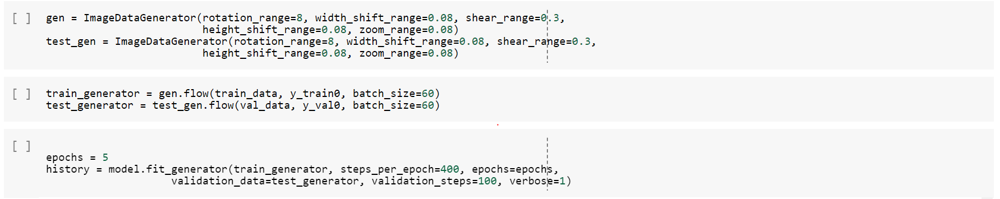 [ ] gen = ImageDataGenerator(rotation_range=8, width_shift_range=0.08, shear_range=0.3,
height_shift_range=0.08, zoom_range=0.08)
test_gen = ImageDataGenerator(rotation_range=8, width_shift_range=0.08, shear_range=0.3,
height_shift_range=0.08, zoom_range=0.08)
[ ] train_generator = gen.flow(train_data, y_train0, batch_size=60)
test_generator = test_gen.flow(val_data, y_val0, batch_size=60)
[ ]
epochs = 5
history = model.fit_generator(train_generator, steps_per_epoch=400, epochs=epochs,
validation_data=test_generator, validation_steps=100, verbose=1)